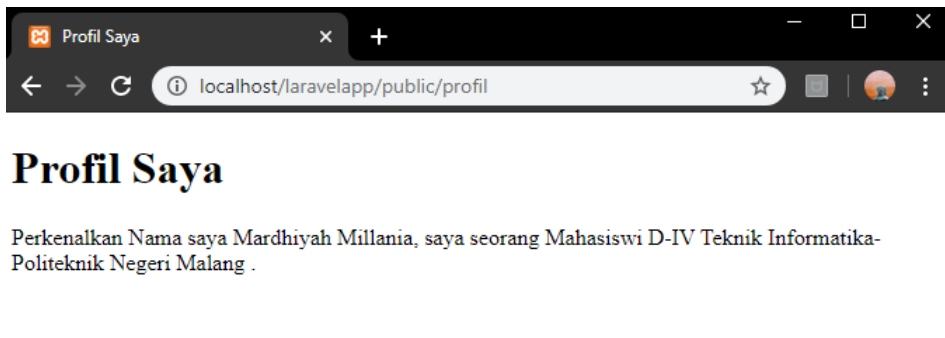 Profil Saya
localhost/laravelapp/public/profil
Profil Saya
Perkenalkan Nama saya Mardhiyah Millania, saya seorang Mahasiswi D-IV Teknik Informatika-
Politeknik Negeri Malang .